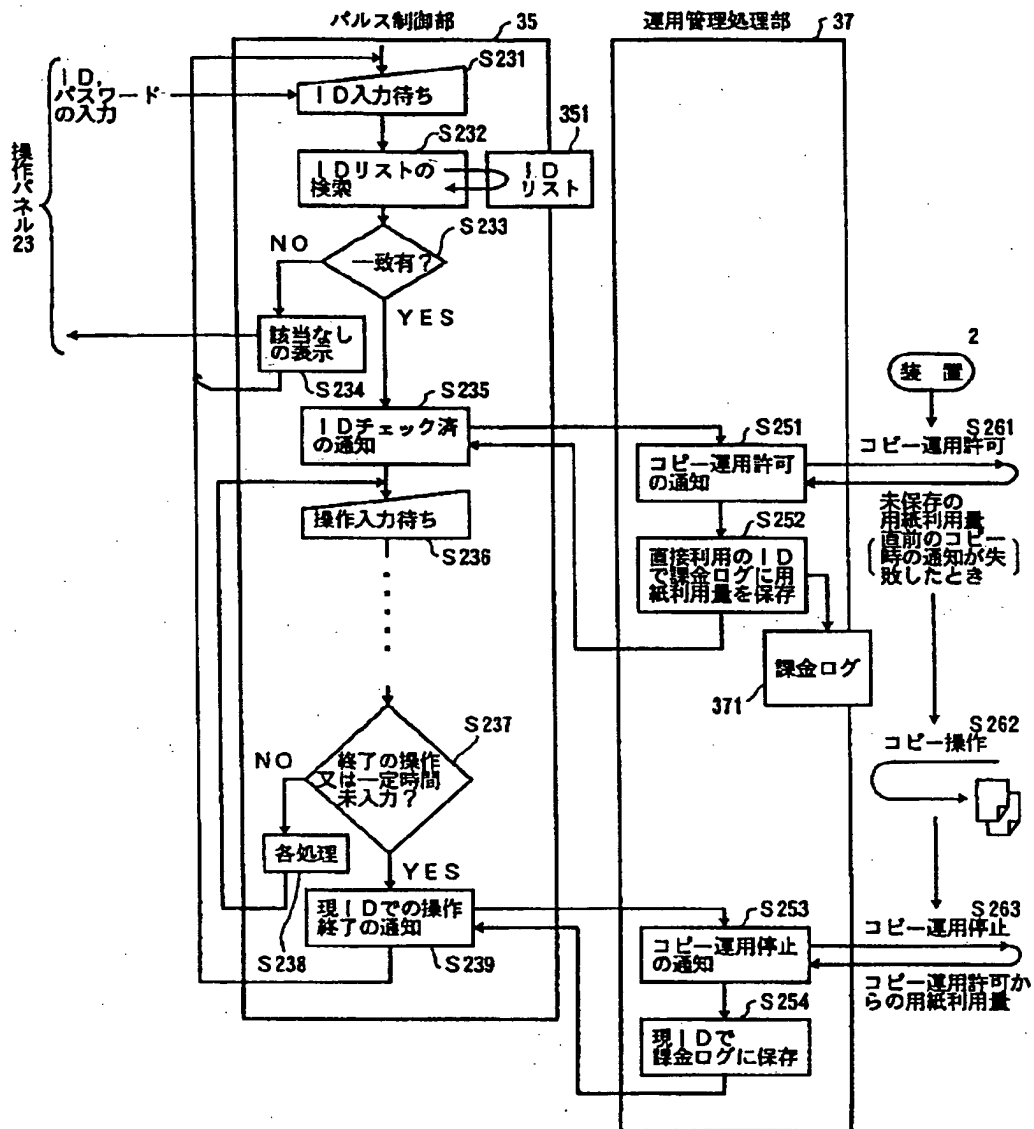 パルス制御部
35
運用管理処理部
37
S231
ID,
パスワード
の入力
ID入力待ち
操作パネル23
S232
351
IDリストの
検索
ID
リスト
S233
NO
一致有?
YES
該当なし
の表示
S234
S235
IDチェック済
の通知
S251
コピー運用許可
の通知
2
装 置
S261
コピー運用許可
操作入力待ち
S236
S252
直接利用のID
で課金ログに用
紙利用量を保存
未保存の
用紙利用量
直前のコピー
時の通知が失
敗したとき
課金ログ
371
S237
NO
終了の操作
又は一定時間
未入力?
S262
コピー操作
各処理
YES
S238
現IDでの操作
終了の通知
S239
S253
コピー運用停止
の通知
S263
コピー運用停止
コピー運用許可か
らの用紙利用量
S254
現IDで
課金ログに保存